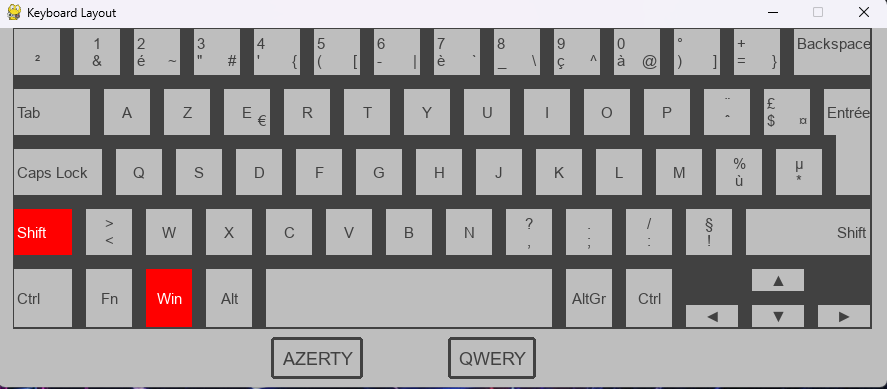 Keyboard Layout
² 1 & 2 é ~ 3 " # 4 ' { 5 ( [ 6 - | 7 è ` 8 _ \ 9 ç ^ 0 à @ ° ) ] + = } Backspace
Tab A Z E € R T Y U I O P ¨ ^ £ $ ¤ Entrée
Caps Lock Q S D F G H J K L M % ù µ *
Shift > < W X C V B N ? , . ; / : § ! Shift
Ctrl Fn Win Alt AltGr Ctrl ▲
◄ ▼ ►
AZERTY QWERY